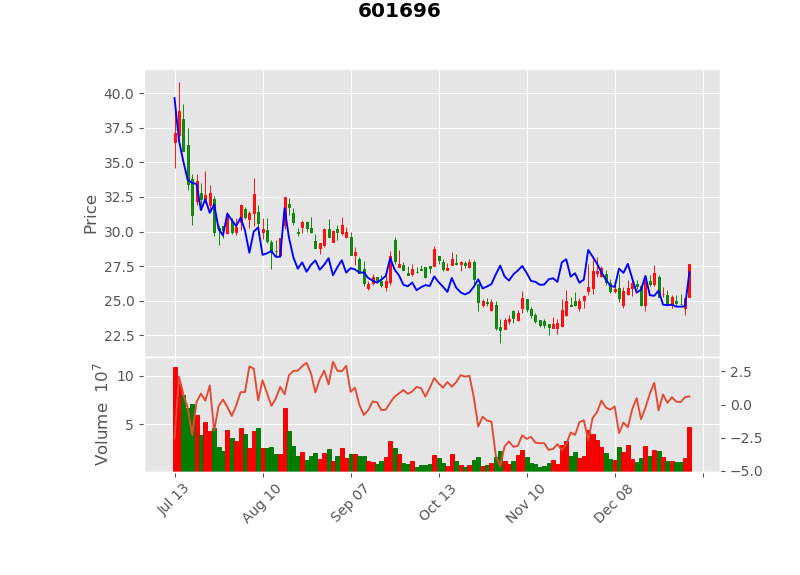 601696
40.0
37.5
35.0
32.5
30.0
27.5
25.0
22.5
Price
10
5
Volume 10^7
2.5
0.0
−2.5
−5.0
Jul 13
Aug 10
Sep 07
Oct 13
Nov 10
Dec 08